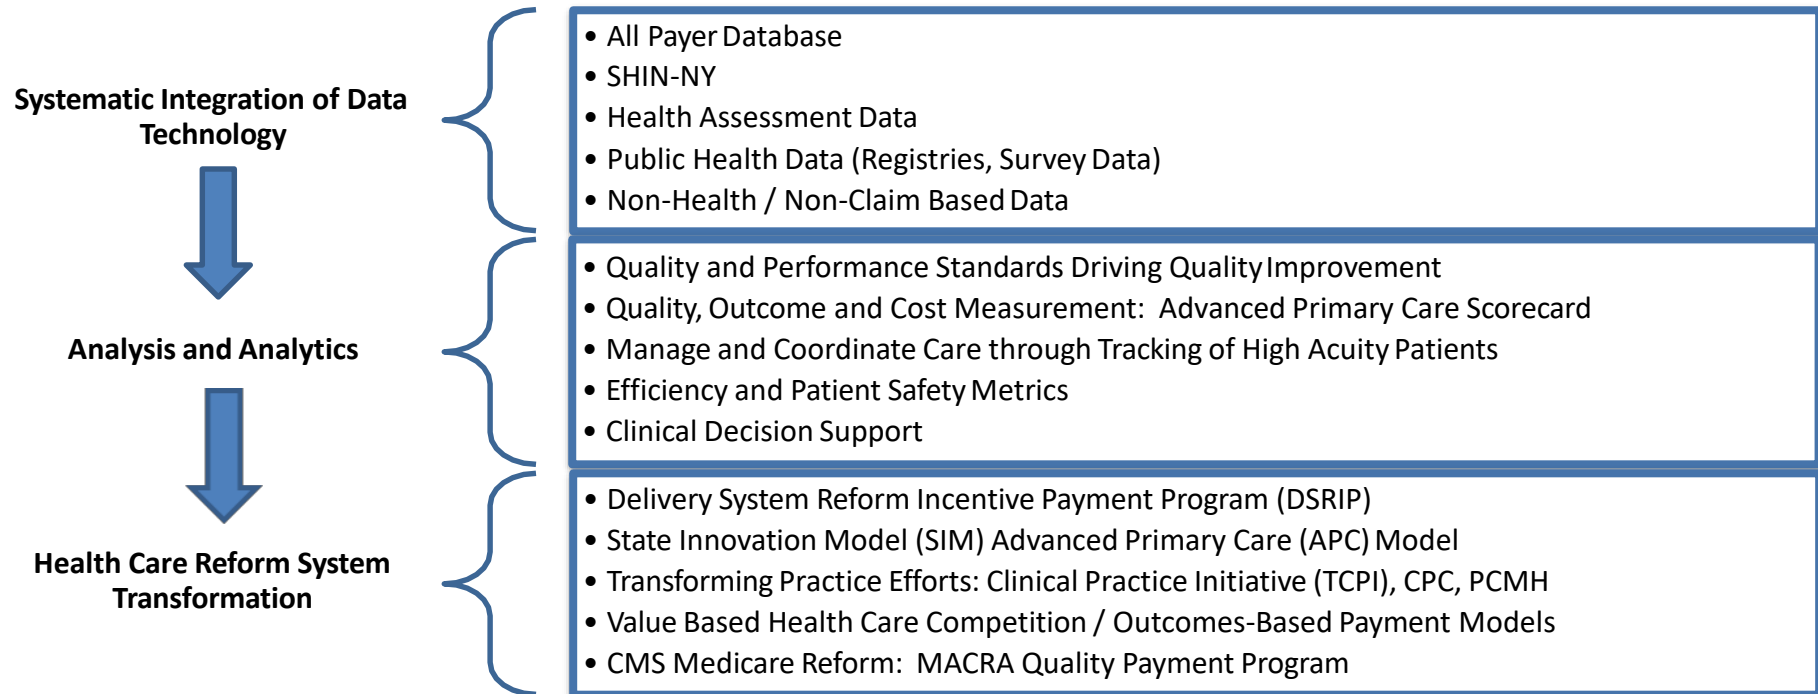 Systematic Integration of Data
Technology
• All Payer Database
• SHIN-NY
• Health Assessment Data
• Public Health Data (Registries, Survey Data)
• Non-Health / Non-Claim Based Data
Analysis and Analytics
• Quality and Performance Standards Driving Quality Improvement
• Quality, Outcome and Cost Measurement: Advanced Primary Care Scorecard
• Manage and Coordinate Care through Tracking of High Acuity Patients
• Efficiency and Patient Safety Metrics
• Clinical Decision Support
Health Care Reform System
Transformation
• Delivery System Reform Incentive Payment Program (DSRIP)
• State Innovation Model (SIM) Advanced Primary Care (APC) Model
• Transforming Practice Efforts: Clinical Practice Initiative (TCPI), CPC, PCMH
• Value Based Health Care Competition / Outcomes-Based Payment Models
• CMS Medicare Reform: MACRA Quality Payment Program